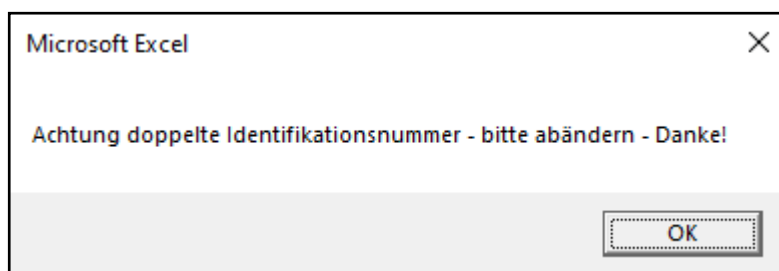 Microsoft Excel
Achtung doppelte Identifikationsnummer - bitte abändern - Danke!
OK